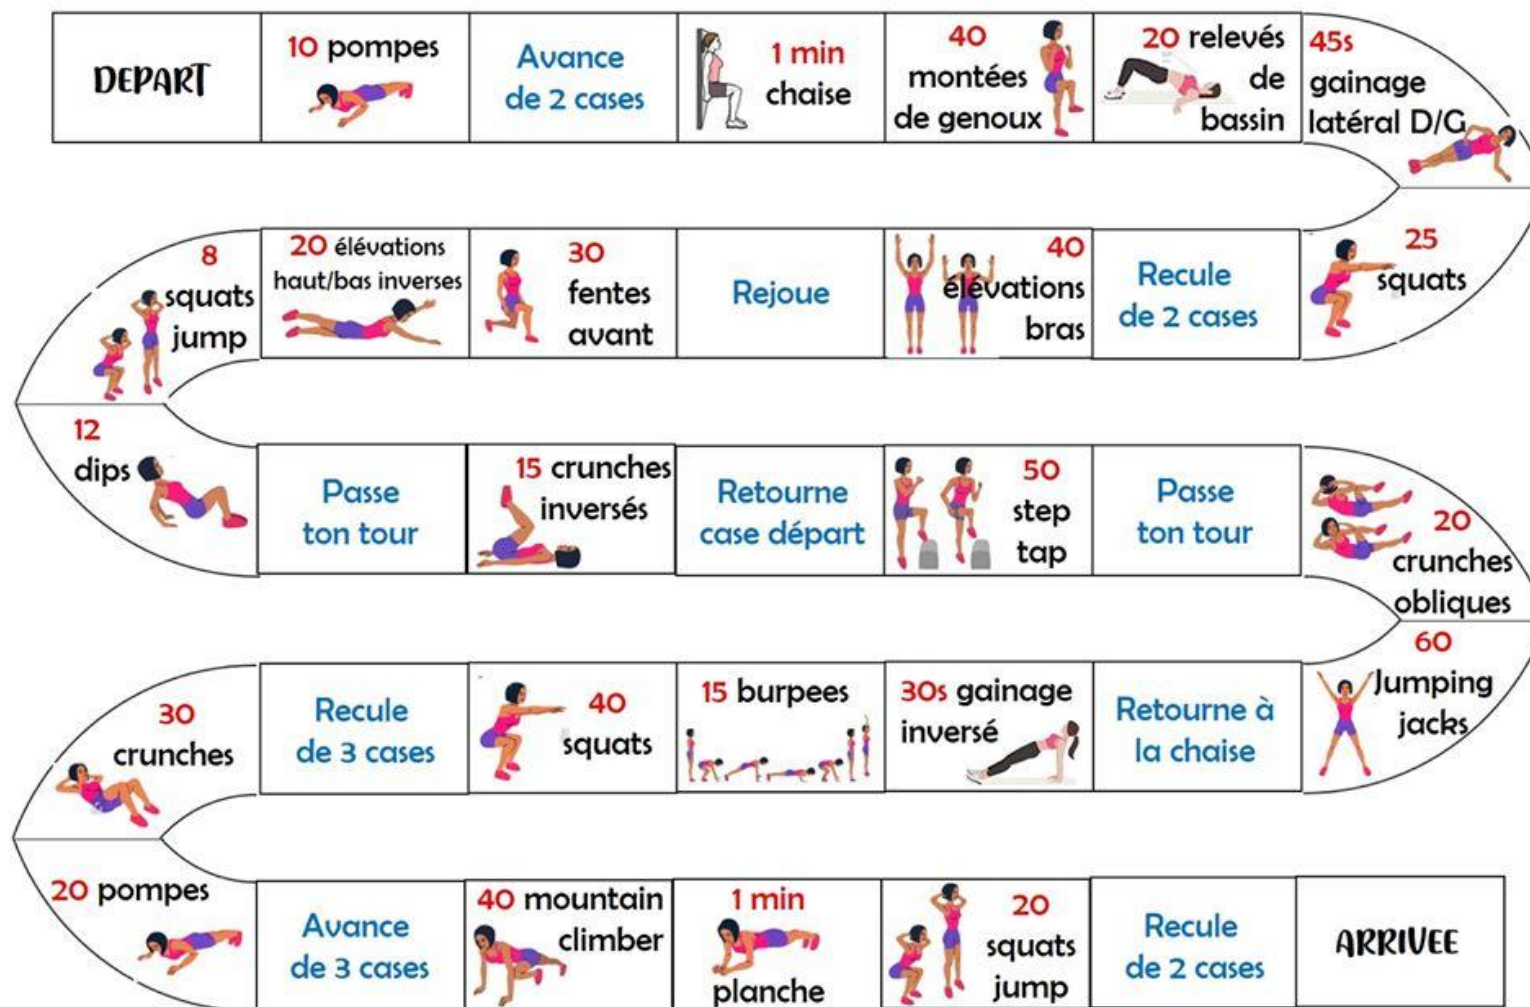 DEPART
10 pompes
Avance
de 2 cases
1 min
chaise
40
montées
de genoux
20 relevés
de
bassin
45s
gainage
latéral D/G
25
squats
Recule
de 2 cases
40
élévations
bras
Rejoue
30
fentes
avant
20 élévations
haut/bas inverses
8
squats
jump
12
dips
Passe
ton tour
15 crunches
inversés
Retourne
case départ
50
step
tap
Passe
ton tour
20
crunches
obliques
60
Jumping
jacks
Retourne à
la chaise
30s gainage
inversé
15 burpees
40
squats
Recule
de 3 cases
30
crunches
20 pompes
Avance
de 3 cases
40 mountain
climber
1 min
planche
20
squats
jump
Recule
de 2 cases
ARRIVEE